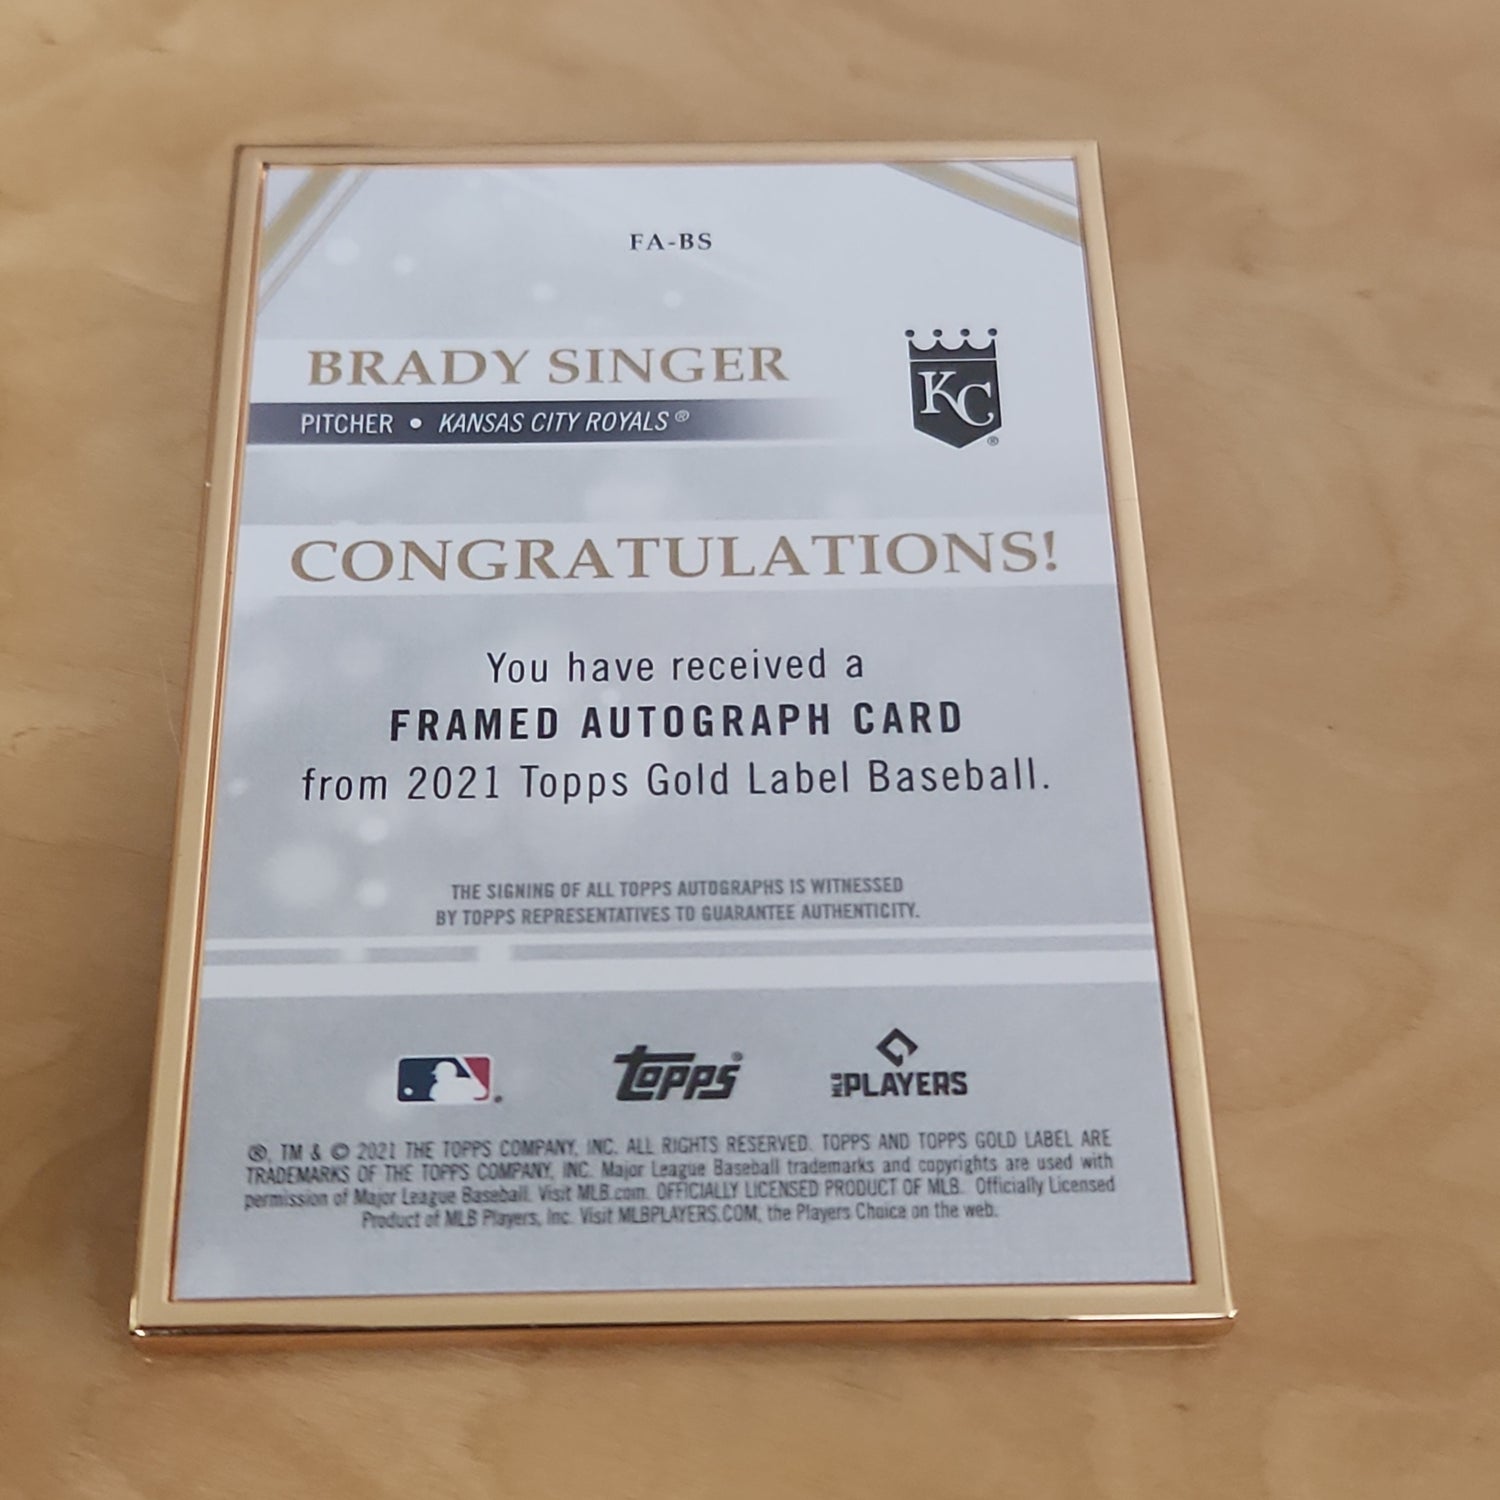 FA-BS
BRADY SINGER
PITCHER • KANSAS CITY ROYALS®
KC®
CONGRATULATIONS!
You have received a
FRAMED AUTOGRAPH CARD
from 2021 Topps Gold Label Baseball.
THE SIGNING OF ALL TOPPS AUTOGRAPHS IS WITNESSED
BY TOPPS REPRESENTATIVES TO GUARANTEE AUTHENTICITY.
topps® MLB PLAYERS
®, TM & © 2021 THE TOPPS COMPANY, INC. ALL RIGHTS RESERVED. TOPPS AND TOPPS GOLD LABEL ARE
TRADEMARKS OF THE TOPPS COMPANY, INC. Major League Baseball trademarks and copyrights are used with
permission of Major League Baseball. Visit MLB.com. OFFICIALLY LICENSED PRODUCT OF MLB. Officially Licensed
Product of MLB Players, Inc. Visit MLBPLAYERS.COM, the Players Choice on the web.